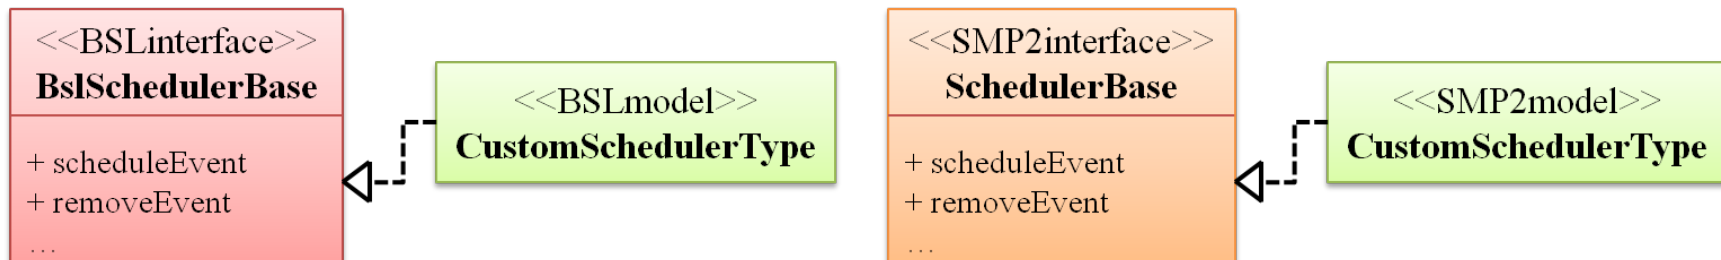 <<BSLinterface>>
BslSchedulerBase
+ scheduleEvent
+ removeEvent
...
<<BSLmodel>>
CustomSchedulerType
<<SMP2interface>>
SchedulerBase
+ scheduleEvent
+ removeEvent
...
<<SMP2model>>
CustomSchedulerType